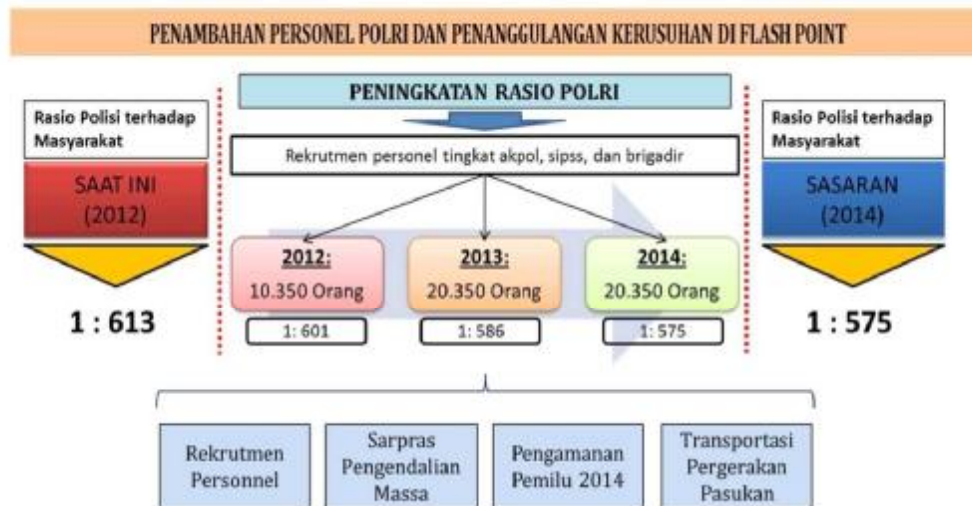 PENAMBAHAN PERSONEL POLRI DAN PENANGGULANGAN KERUSUHAN DI FLASH POINT
PENINGKATAN RASIO POLRI
Rasio Polisi terhadap
Masyarakat
SAAT INI
(2012)
1 : 613
Rekrutmen personel tingkat akpol, sipss, dan brigadir
2012:
10.350 Orang
1: 601
2013:
20.350 Orang
1: 586
2014:
20.350 Orang
1: 575
Rasio Polisi terhadap
Masyarakat
SASARAN
(2014)
1 : 575
Rekrutmen
Personnel
Sarpras
Pengendalian
Massa
Pengamanan
Pemilu 2014
Transportasi
Pergerakan
Pasukan